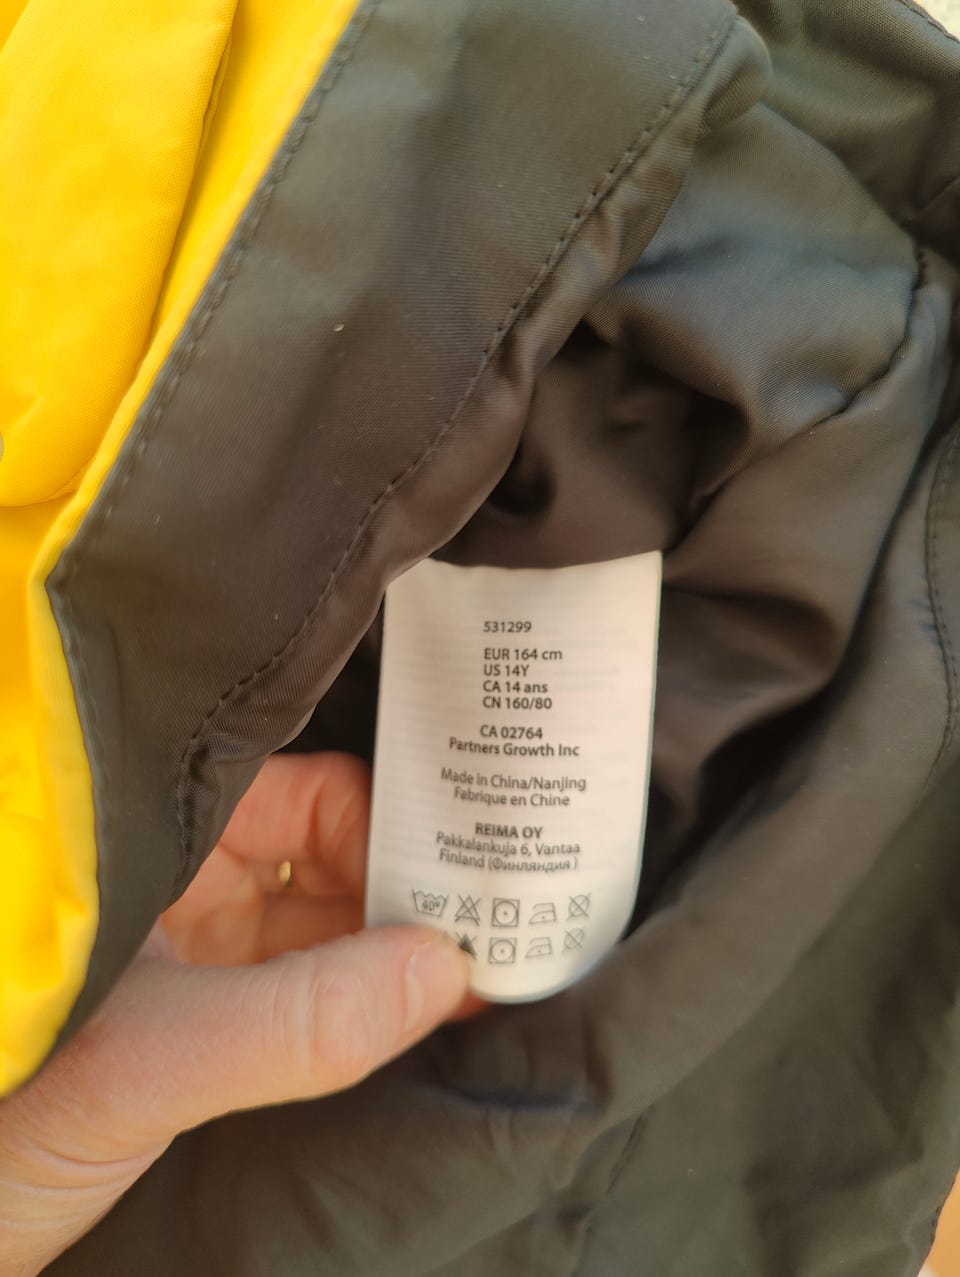 531299
EUR 164 cm
US 14Y
CA 14 ans
CN 160/80
CA 02764
Partners Growth Inc
Made in China/Nanjing
Fabrique en Chine
REIMA OY
Pakkalankuja 6, Vantaa
Finland (Финляндия )
40°